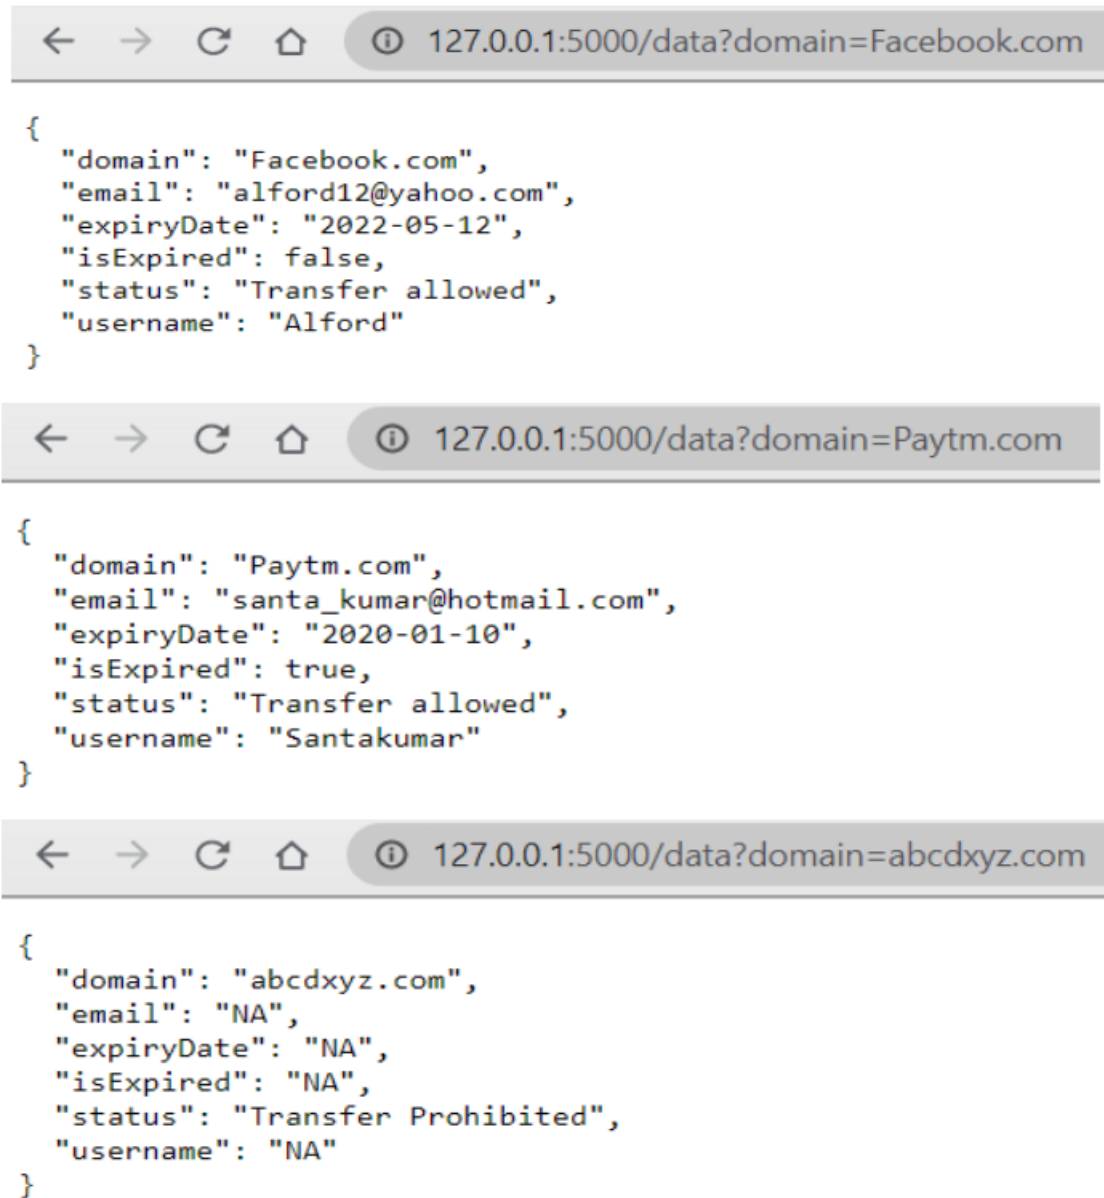 127.0.0.1:5000/data?domain=Facebook.com
{
"domain": "Facebook.com",
"email": "alford12@yahoo.com",
"expiryDate": "2022-05-12",
"isExpired": false,
"status": "Transfer allowed",
"username": "Alford"
}
127.0.0.1:5000/data?domain=Paytm.com
{
"domain": "Paytm.com",
"email": "santa_kumar@hotmail.com",
"expiryDate": "2020-01-10",
"isExpired": true,
"status": "Transfer allowed",
"username": "Santakumar"
}
127.0.0.1:5000/data?domain=abcdxyz.com
{
"domain": "abcdxyz.com",
"email": "NA",
"expiryDate": "NA",
"isExpired": "NA",
"status": "Transfer Prohibited",
"username": "NA"
}